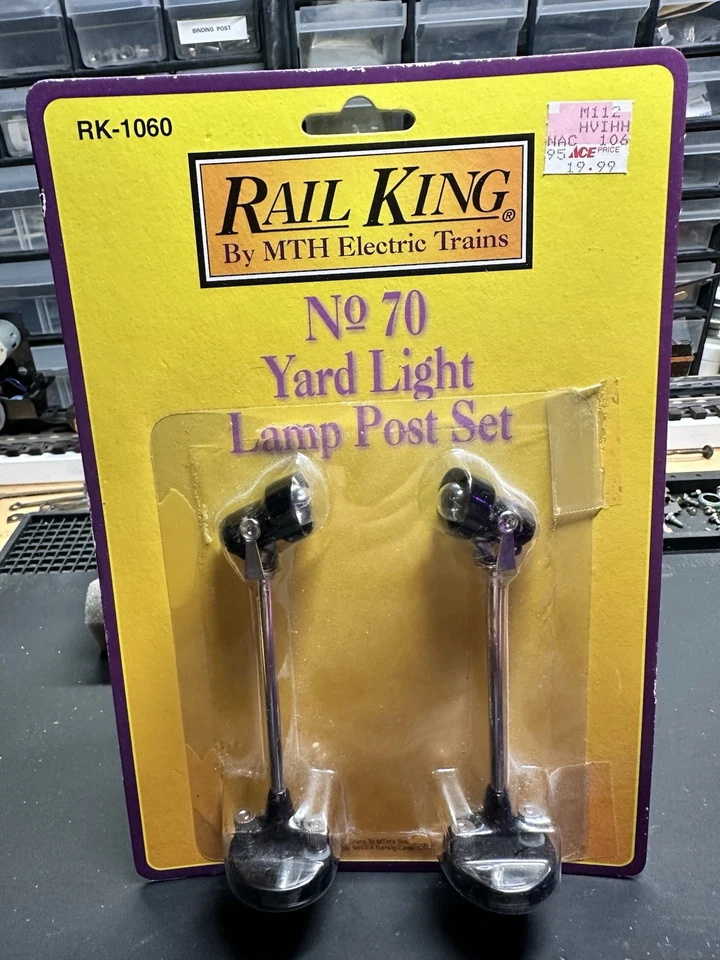 BINDING POST
RK-1060
M112
HVIHH
NAC 106
95 ACE PRICE
19.99
RAIL KING®
By MTH Electric Trains
Nº 70
Yard Light
Lamp Post Set